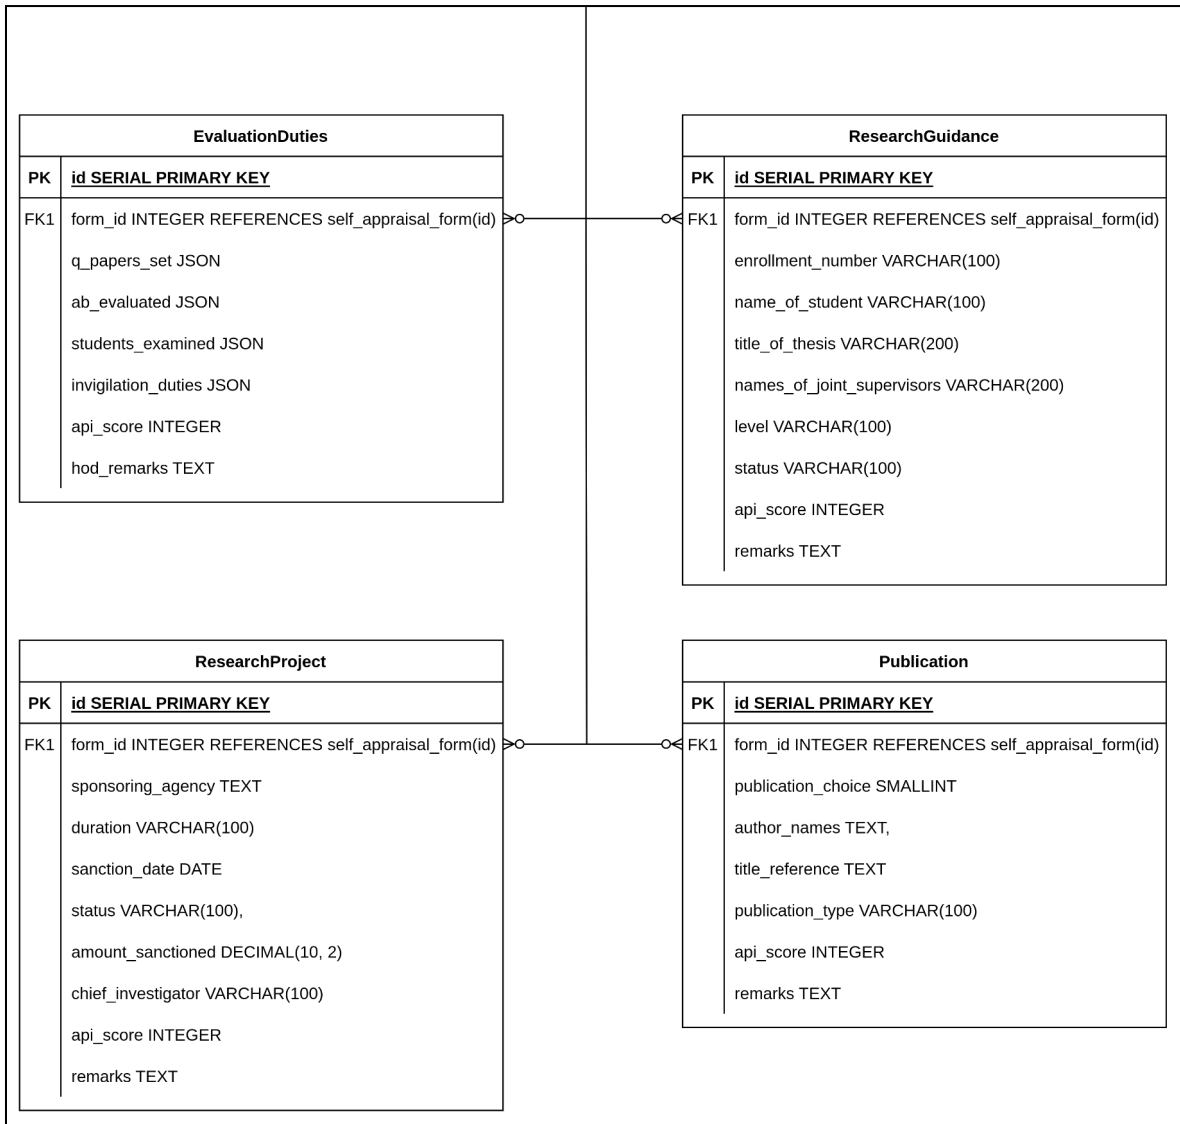 EvaluationDuties
PK id SERIAL PRIMARY KEY
FK1 form_id INTEGER REFERENCES self_appraisal_form(id)
q_papers_set JSON
ab_evaluated JSON
students_examined JSON
invigilation_duties JSON
api_score INTEGER
hod_remarks TEXT
ResearchGuidance
PK id SERIAL PRIMARY KEY
FK1 form_id INTEGER REFERENCES self_appraisal_form(id)
enrollment_number VARCHAR(100)
name_of_student VARCHAR(100)
title_of_thesis VARCHAR(200)
names_of_joint_supervisors VARCHAR(200)
level VARCHAR(100)
status VARCHAR(100)
api_score INTEGER
remarks TEXT
ResearchProject
PK id SERIAL PRIMARY KEY
FK1 form_id INTEGER REFERENCES self_appraisal_form(id)
sponsoring_agency TEXT
duration VARCHAR(100)
sanction_date DATE
status VARCHAR(100),
amount_sanctioned DECIMAL(10, 2)
chief_investigator VARCHAR(100)
api_score INTEGER
remarks TEXT
Publication
PK id SERIAL PRIMARY KEY
FK1 form_id INTEGER REFERENCES self_appraisal_form(id)
publication_choice SMALLINT
author_names TEXT,
title_reference TEXT
publication_type VARCHAR(100)
api_score INTEGER
remarks TEXT